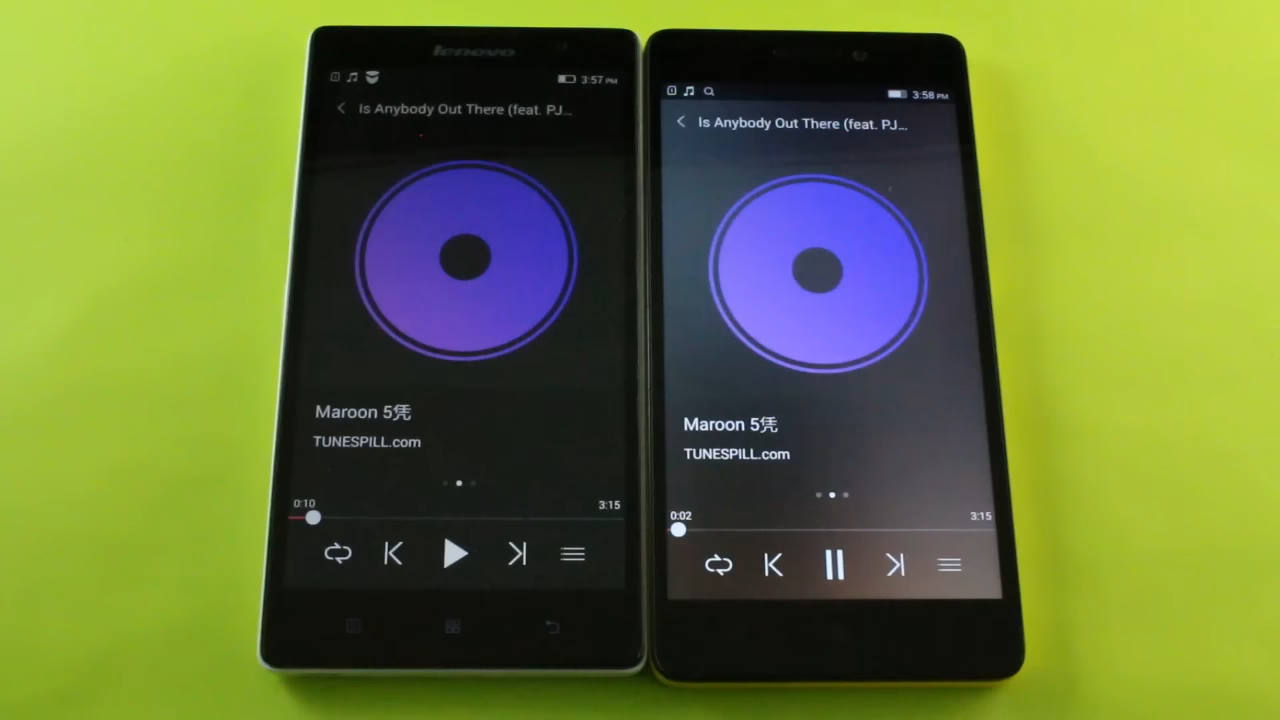 lenovo
3:57 PM
Is Anybody Out There (feat. PJ...
Maroon 5凭
TUNESPILL.com
0:10
3:15
3:58 PM
Is Anybody Out There (feat. PJ...
Maroon 5凭
TUNESPILL.com
0:02
3:15